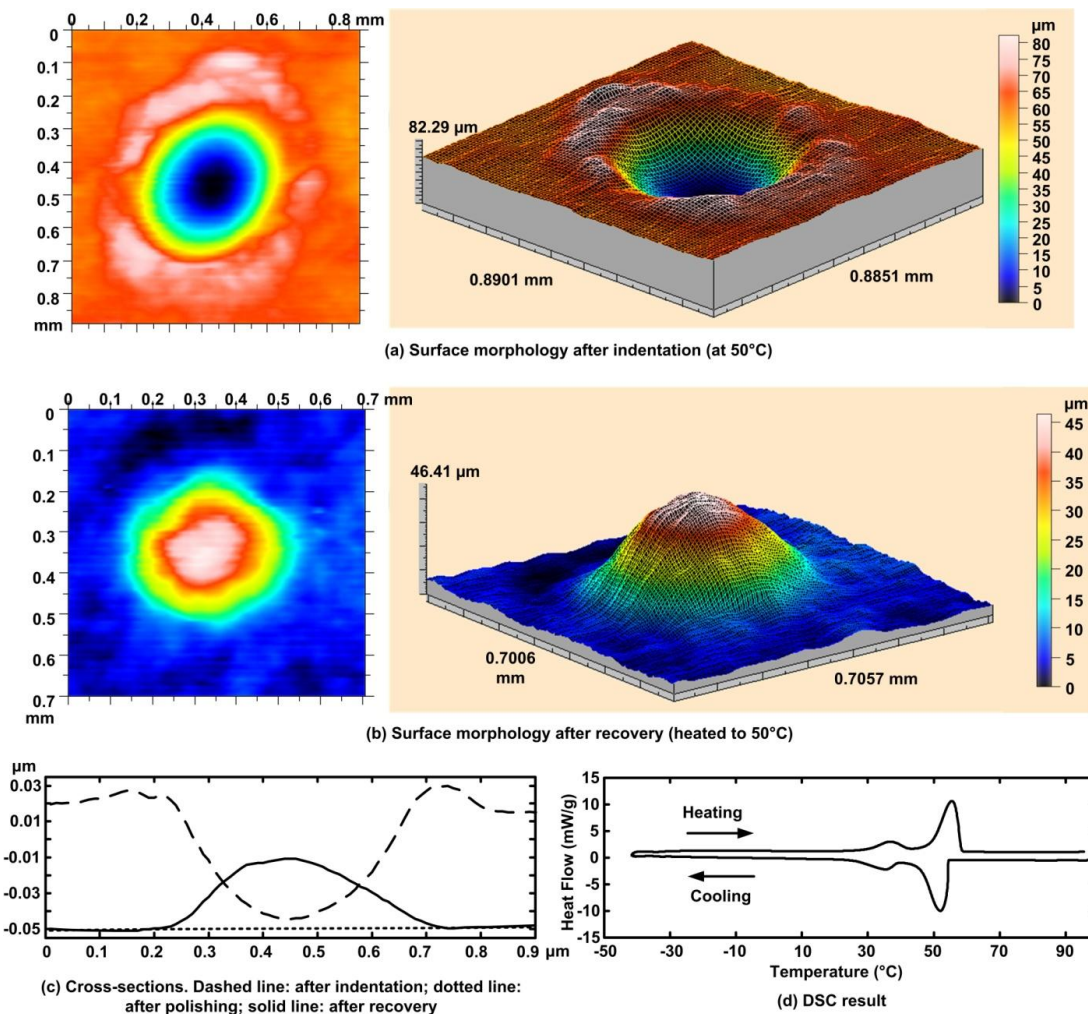 0 0.2 0.4 0.6 0.8 mm
0
0.1
0.2
0.3
0.4
0.5
0.6
0.7
0.8
mm
82.29 µm
0.8901 mm
0.8851 mm
µm
80
75
70
65
60
55
50
45
40
35
30
25
20
15
10
5
0
(a) Surface morphology after indentation (at 50°C)
0 0.1 0.2 0.3 0.4 0.5 0.6 0.7 mm
0
0.1
0.2
0.3
0.4
0.5
0.6
0.7
mm
46.41 µm
0.7006
mm
0.7057 mm
µm
45
40
35
30
25
20
15
10
5
0
(b) Surface morphology after recovery (heated to 50°C)
µm
0.03
0.01
-0.01
-0.03
-0.05
0 0.1 0.2 0.3 0.4 0.5 0.6 0.7 0.8 0.9 µm
(c) Cross-sections. Dashed line: after indentation; dotted line:
after polishing; solid line: after recovery
Heat Flow (mW/g)
15
10
5
0
-5
-10
-15
Heating
Cooling
-50 -30 -10 10 30 50 70 90
Temperature (°C)
(d) DSC result